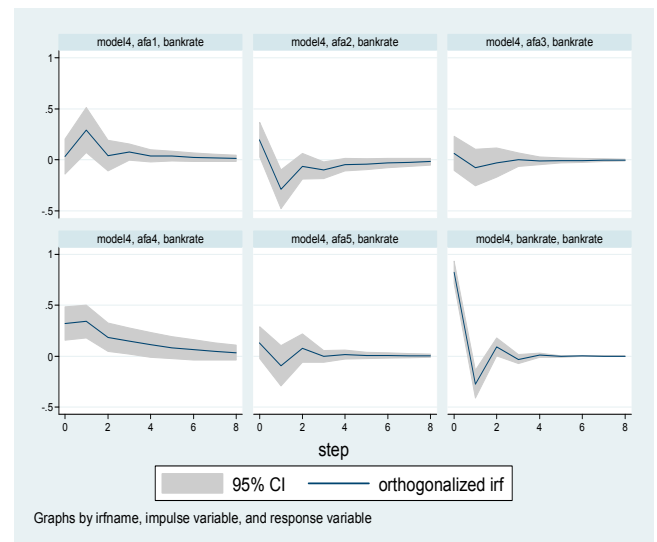 model4, afa1, bankrate
model4, afa2, bankrate
model4, afa3, bankrate
1
.5
0
-.5
model4, afa4, bankrate
model4, afa5, bankrate
model4, bankrate, bankrate
1
.5
0
-.5
0 2 4 6 8
0 2 4 6 8
0 2 4 6 8
step
95% CI
orthogonalized irf
Graphs by irfname, impulse variable, and response variable